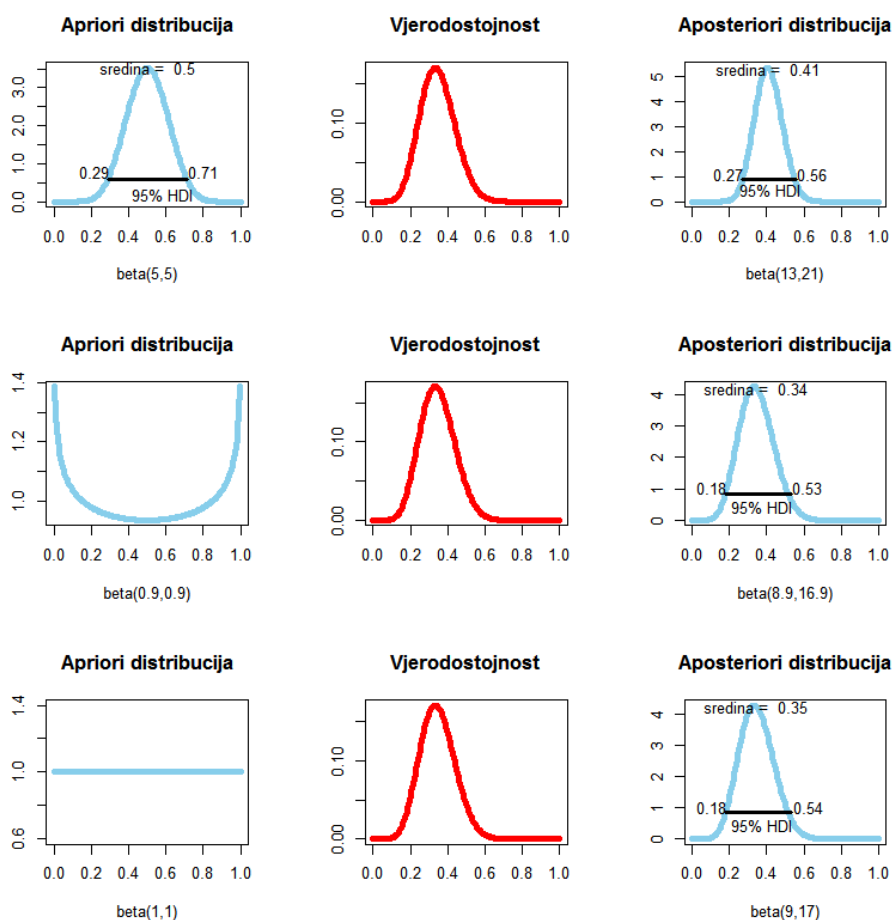 Apriori distribucija
Vjerodostojnost
Aposteriori distribucija
sredina = 0.5
0.29
0.71
95% HDI
0.0 1.0 2.0 3.0
0.0 0.2 0.4 0.6 0.8 1.0
beta(5,5)
0.00 0.10
0.0 0.2 0.4 0.6 0.8 1.0
sredina = 0.41
0.27
0.56
95% HDI
0 1 2 3 4 5
0.0 0.2 0.4 0.6 0.8 1.0
beta(13,21)
Apriori distribucija
Vjerodostojnost
Aposteriori distribucija
1.0 1.2 1.4
0.0 0.2 0.4 0.6 0.8 1.0
beta(0.9,0.9)
0.00 0.10
0.0 0.2 0.4 0.6 0.8 1.0
sredina = 0.34
0.18
0.53
95% HDI
0 1 2 3 4
0.0 0.2 0.4 0.6 0.8 1.0
beta(8.9,16.9)
Apriori distribucija
Vjerodostojnost
Aposteriori distribucija
0.6 1.0 1.4
0.0 0.2 0.4 0.6 0.8 1.0
beta(1,1)
0.00 0.10
0.0 0.2 0.4 0.6 0.8 1.0
sredina = 0.35
0.18
0.54
95% HDI
0 1 2 3 4
0.0 0.2 0.4 0.6 0.8 1.0
beta(9,17)